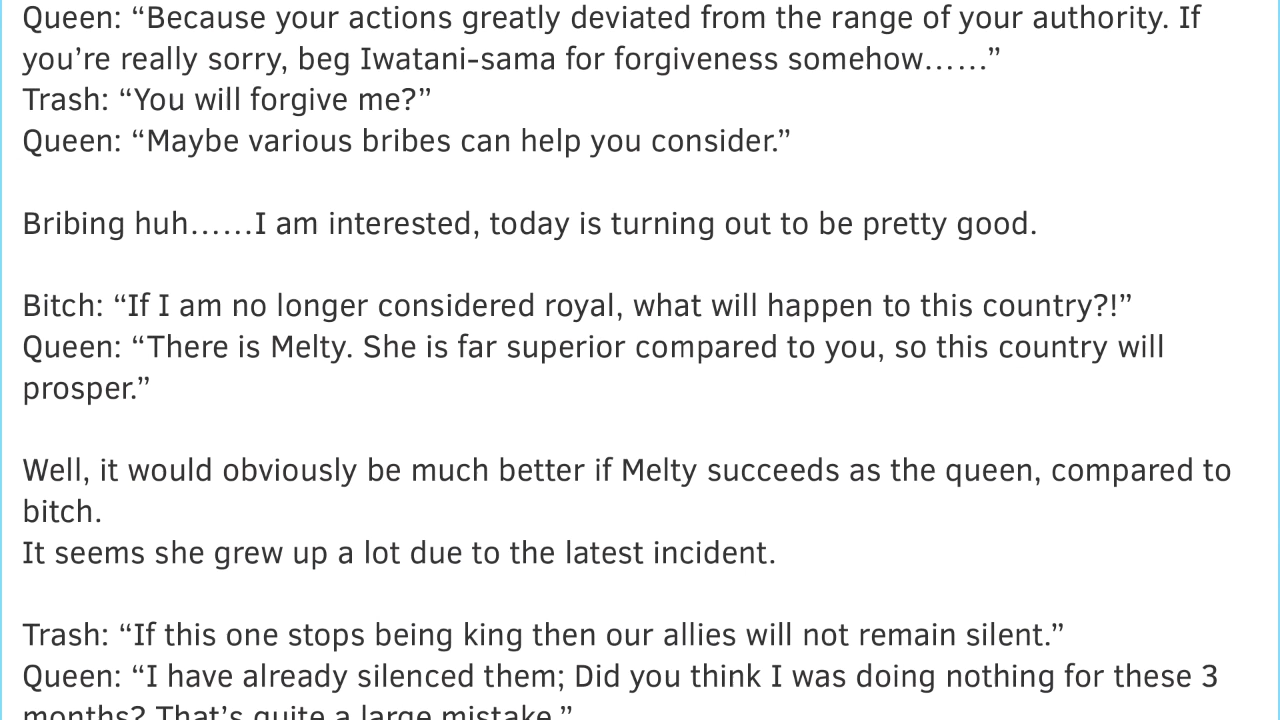 Queen: “Because your actions greatly deviated from the range of your authority. If
you’re really sorry, beg Iwatani-sama for forgiveness somehow……”
Trash: “You will forgive me?”
Queen: “Maybe various bribes can help you consider.”
Bribing huh……I am interested, today is turning out to be pretty good.
Bitch: “If I am no longer considered royal, what will happen to this country?!”
Queen: “There is Melty. She is far superior compared to you, so this country will
prosper.”
Well, it would obviously be much better if Melty succeeds as the queen, compared to
bitch.
It seems she grew up a lot due to the latest incident.
Trash: “If this one stops being king then our allies will not remain silent.”
Queen: “I have already silenced them; Did you think I was doing nothing for these 3
months? That’s quite a large mistake.”